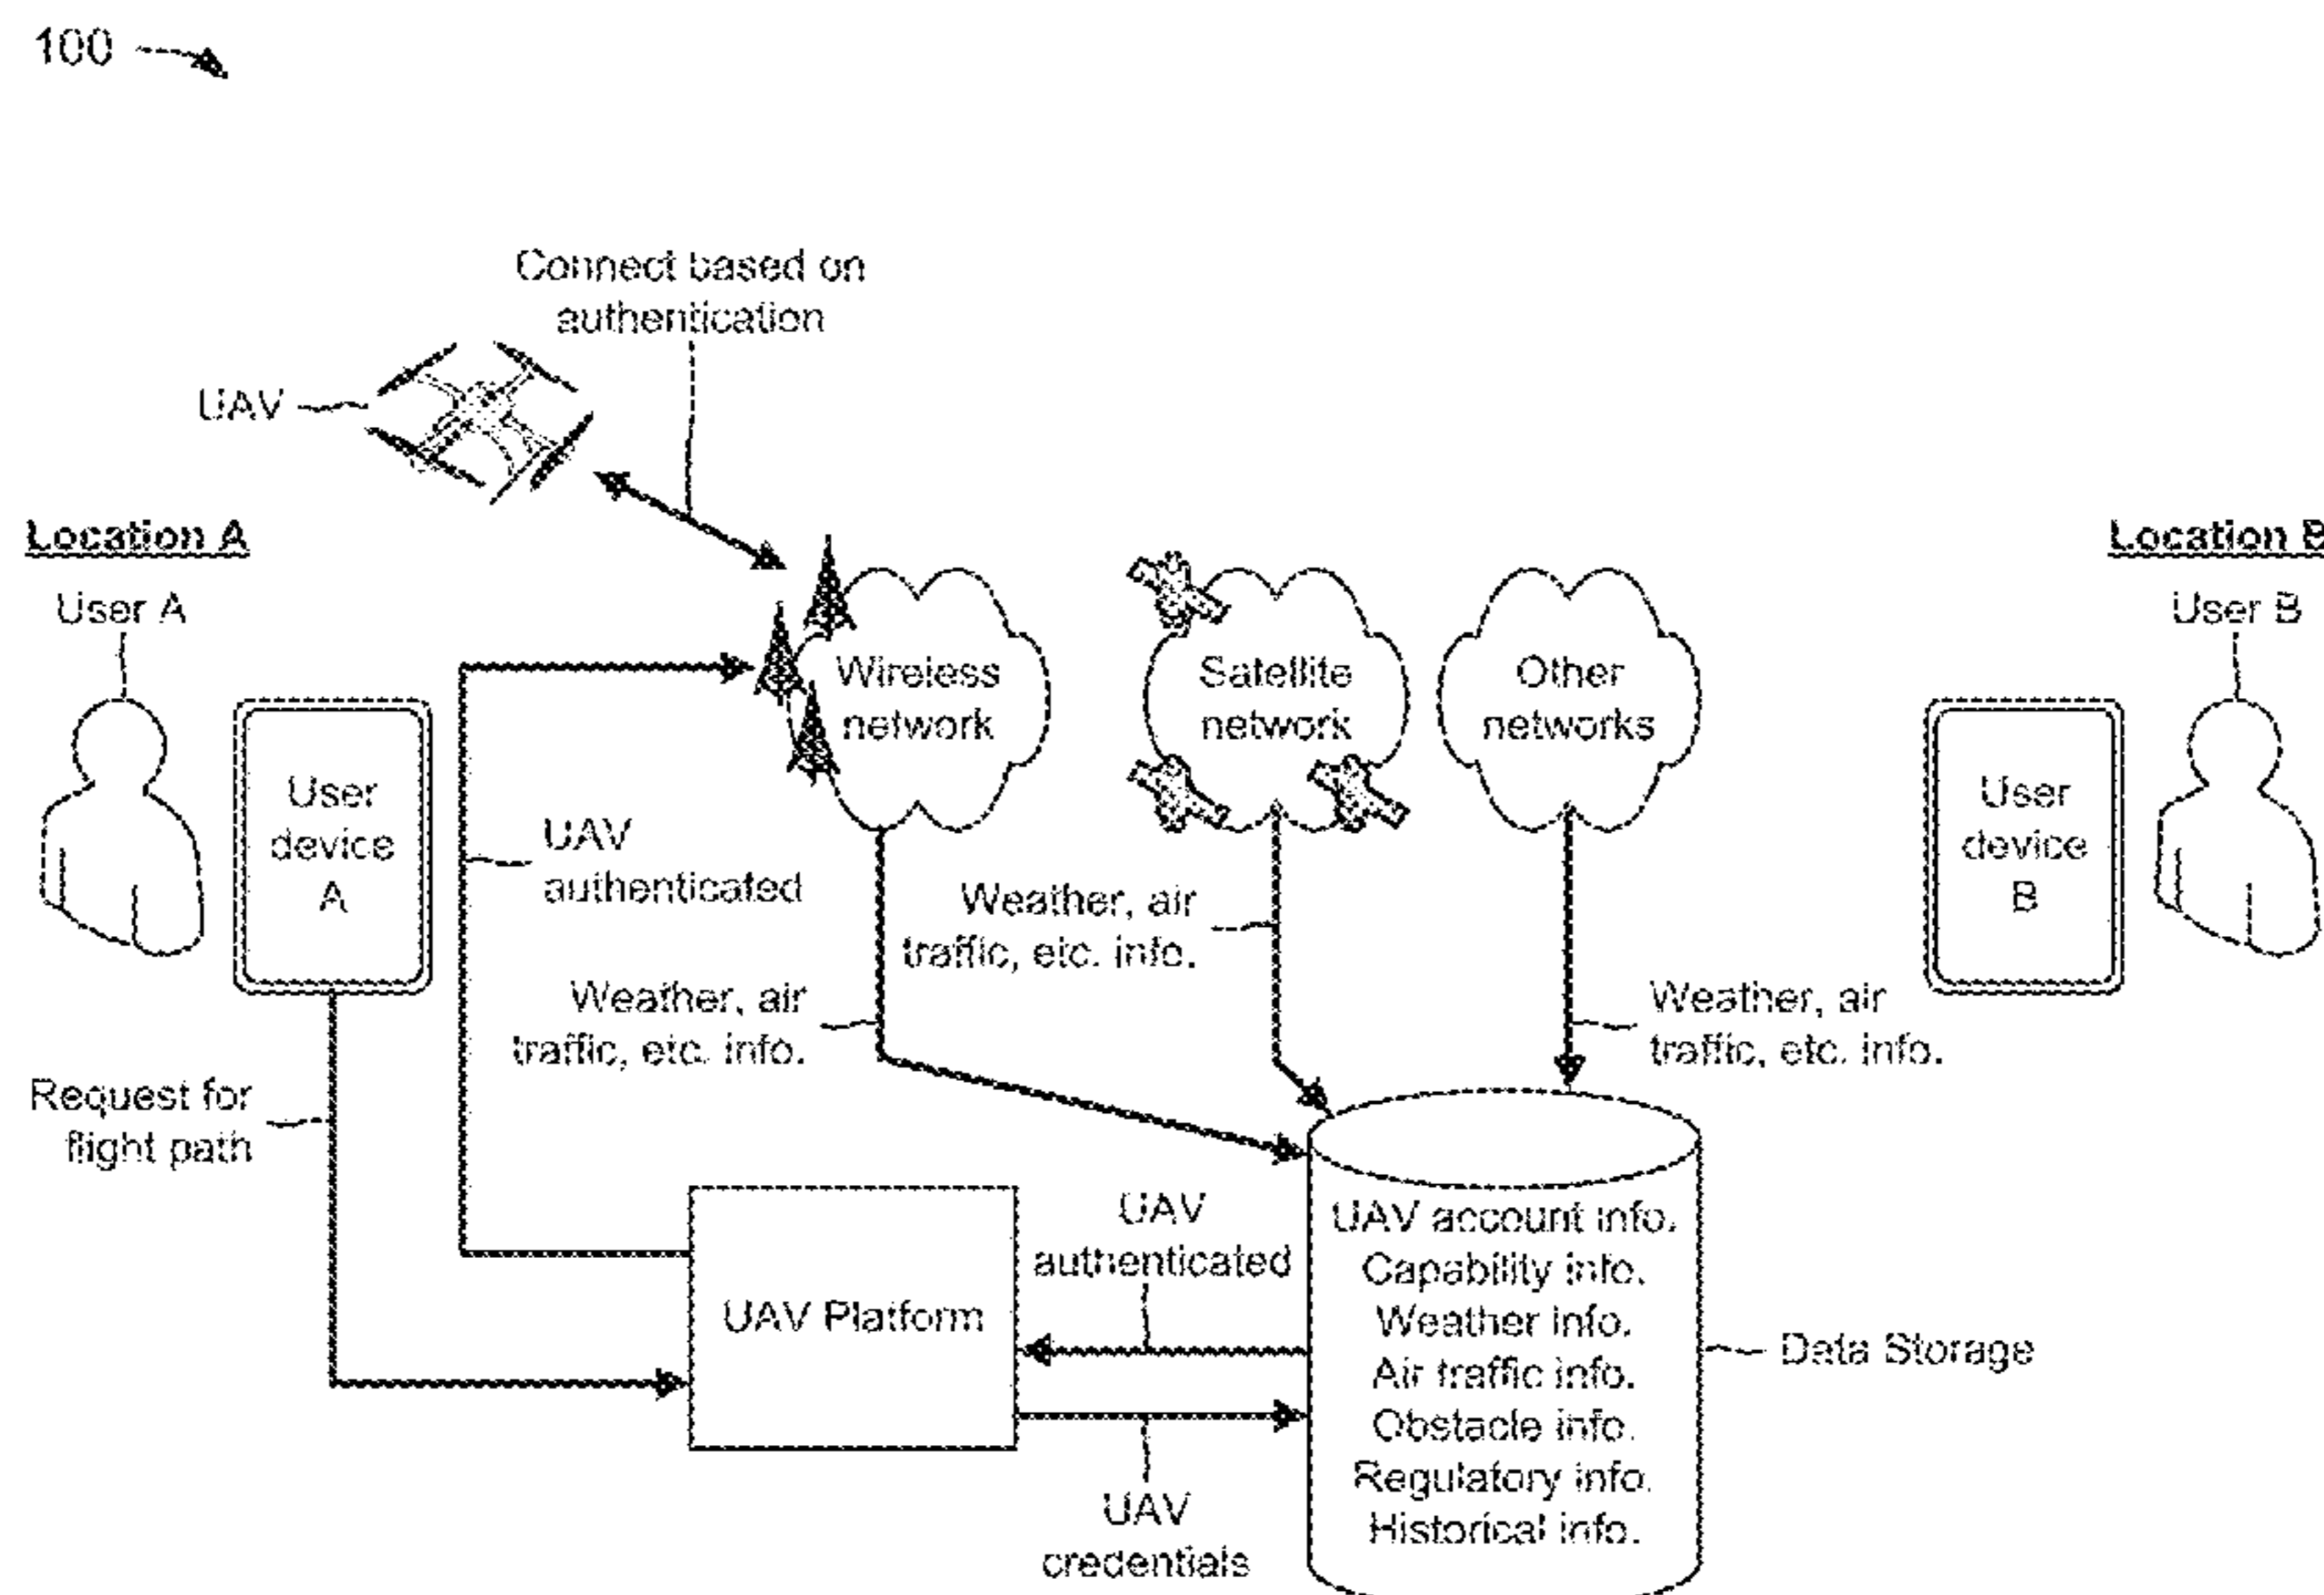 100
Connect based on
authentication
UAV
Location A
User A
User
device
A
Wireless
network
Satellite
network
Other
networks
Location B
User B
User
device
B
UAV
authenticated
Weather, air
traffic, etc. info.
Weather, air
traffic, etc. info.
Weather, air
traffic, etc. info.
Request for
flight path
UAV Platform
UAV
authenticated
UAV
credentials
UAV account info.
Capability info.
Weather info.
Air traffic info.
Obstacle info.
Regulatory info.
Historical info.
Data Storage